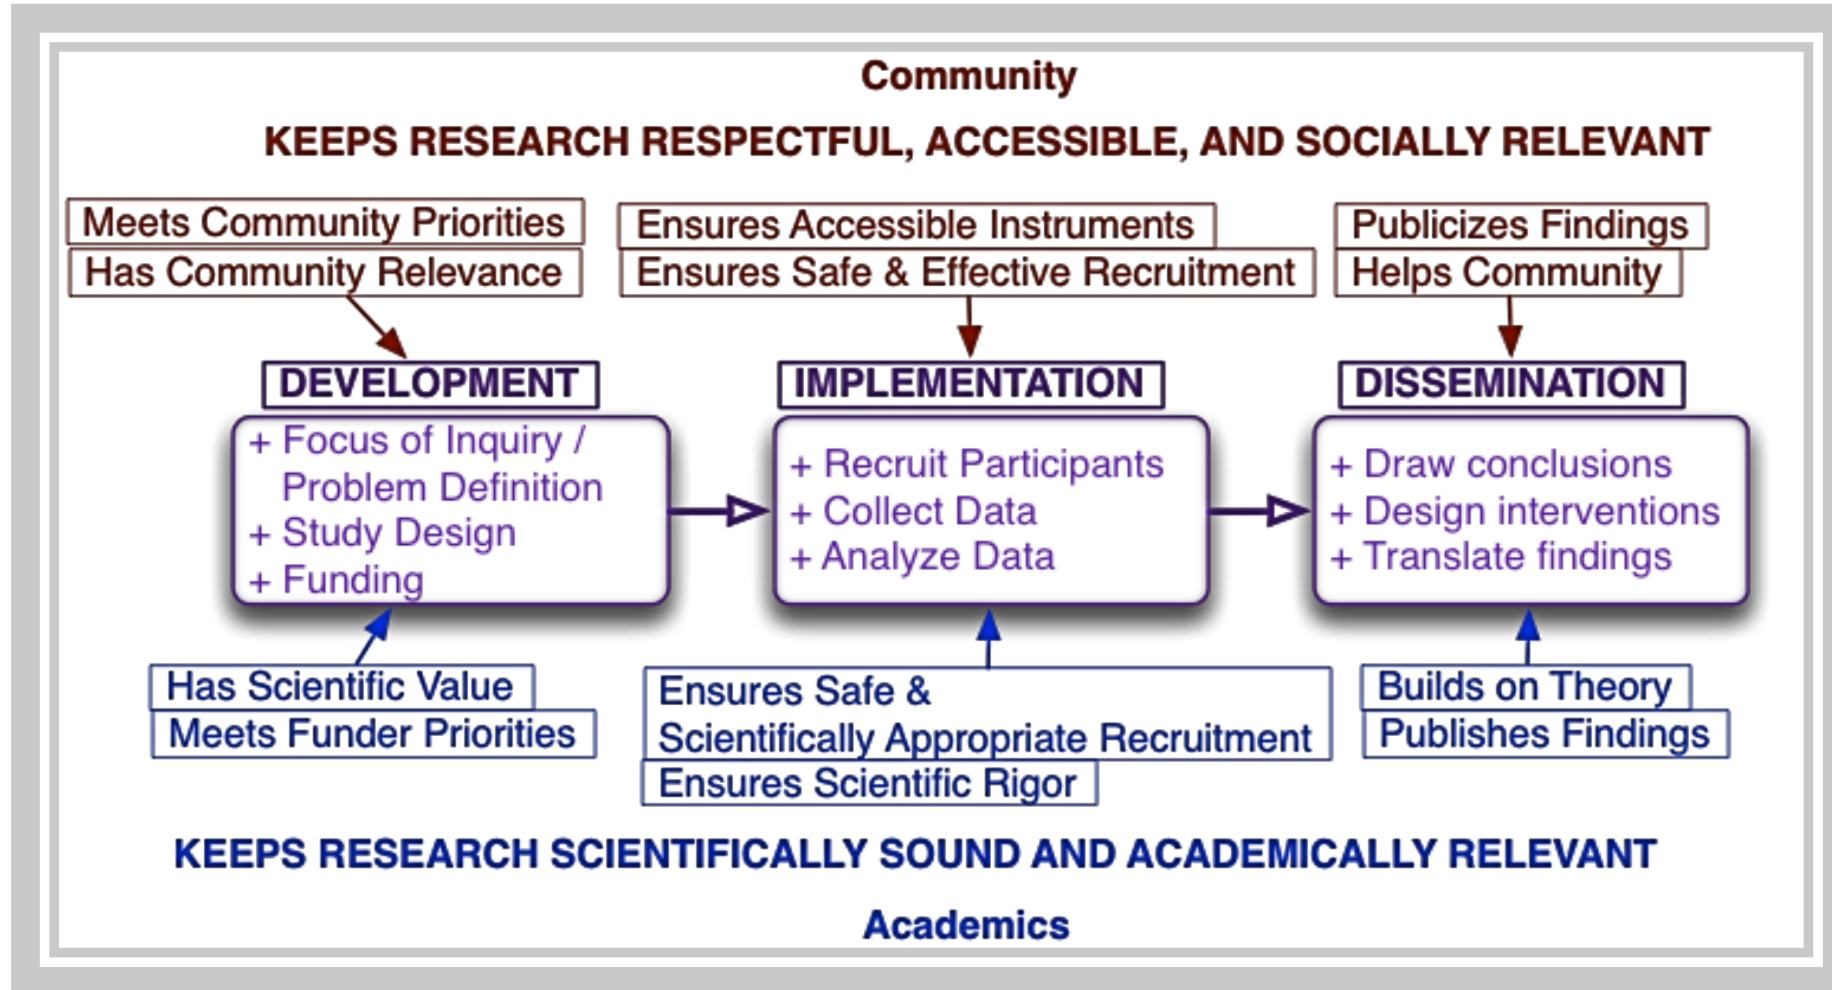 Community
KEEPS RESEARCH RESPECTFUL, ACCESSIBLE, AND SOCIALLY RELEVANT
Meets Community Priorities
Has Community Relevance
Ensures Accessible Instruments
Ensures Safe & Effective Recruitment
Publicizes Findings
Helps Community
DEVELOPMENT
+ Focus of Inquiry /
Problem Definition
+ Study Design
+ Funding
IMPLEMENTATION
+ Recruit Participants
+ Collect Data
+ Analyze Data
DISSEMINATION
+ Draw conclusions
+ Design interventions
+ Translate findings
Has Scientific Value
Meets Funder Priorities
Ensures Safe &
Scientifically Appropriate Recruitment
Ensures Scientific Rigor
Builds on Theory
Publishes Findings
KEEPS RESEARCH SCIENTIFICALLY SOUND AND ACADEMICALLY RELEVANT
Academics